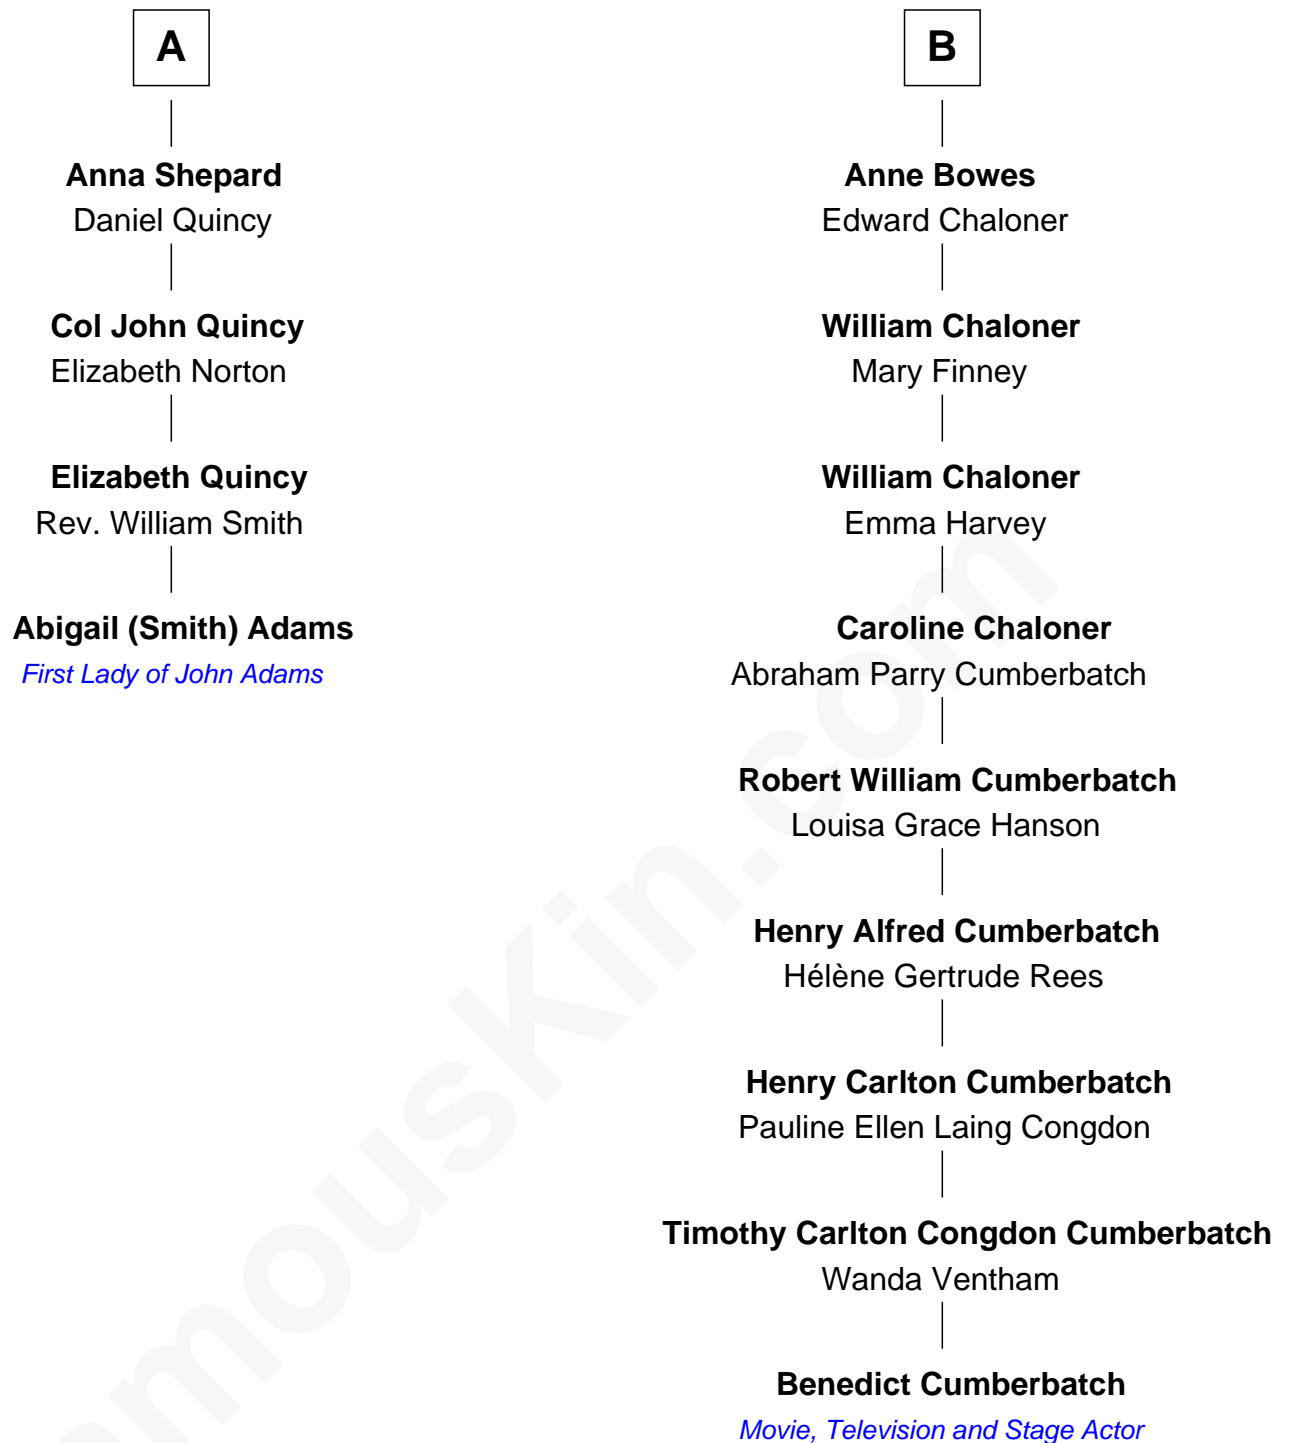 A
Anna Shepard
Daniel Quincy
Col John Quincy
Elizabeth Norton
Elizabeth Quincy
Rev. William Smith
Abigail (Smith) Adams
First Lady of John Adams
B
Anne Bowes
Edward Chaloner
William Chaloner
Mary Finney
William Chaloner
Emma Harvey
Caroline Chaloner
Abraham Parry Cumberbatch
Robert William Cumberbatch
Louisa Grace Hanson
Henry Alfred Cumberbatch
Hélène Gertrude Rees
Henry Carlton Cumberbatch
Pauline Ellen Laing Congdon
Timothy Carlton Congdon Cumberbatch
Wanda Ventham
Benedict Cumberbatch
Movie, Television and Stage Actor
amousKin.com